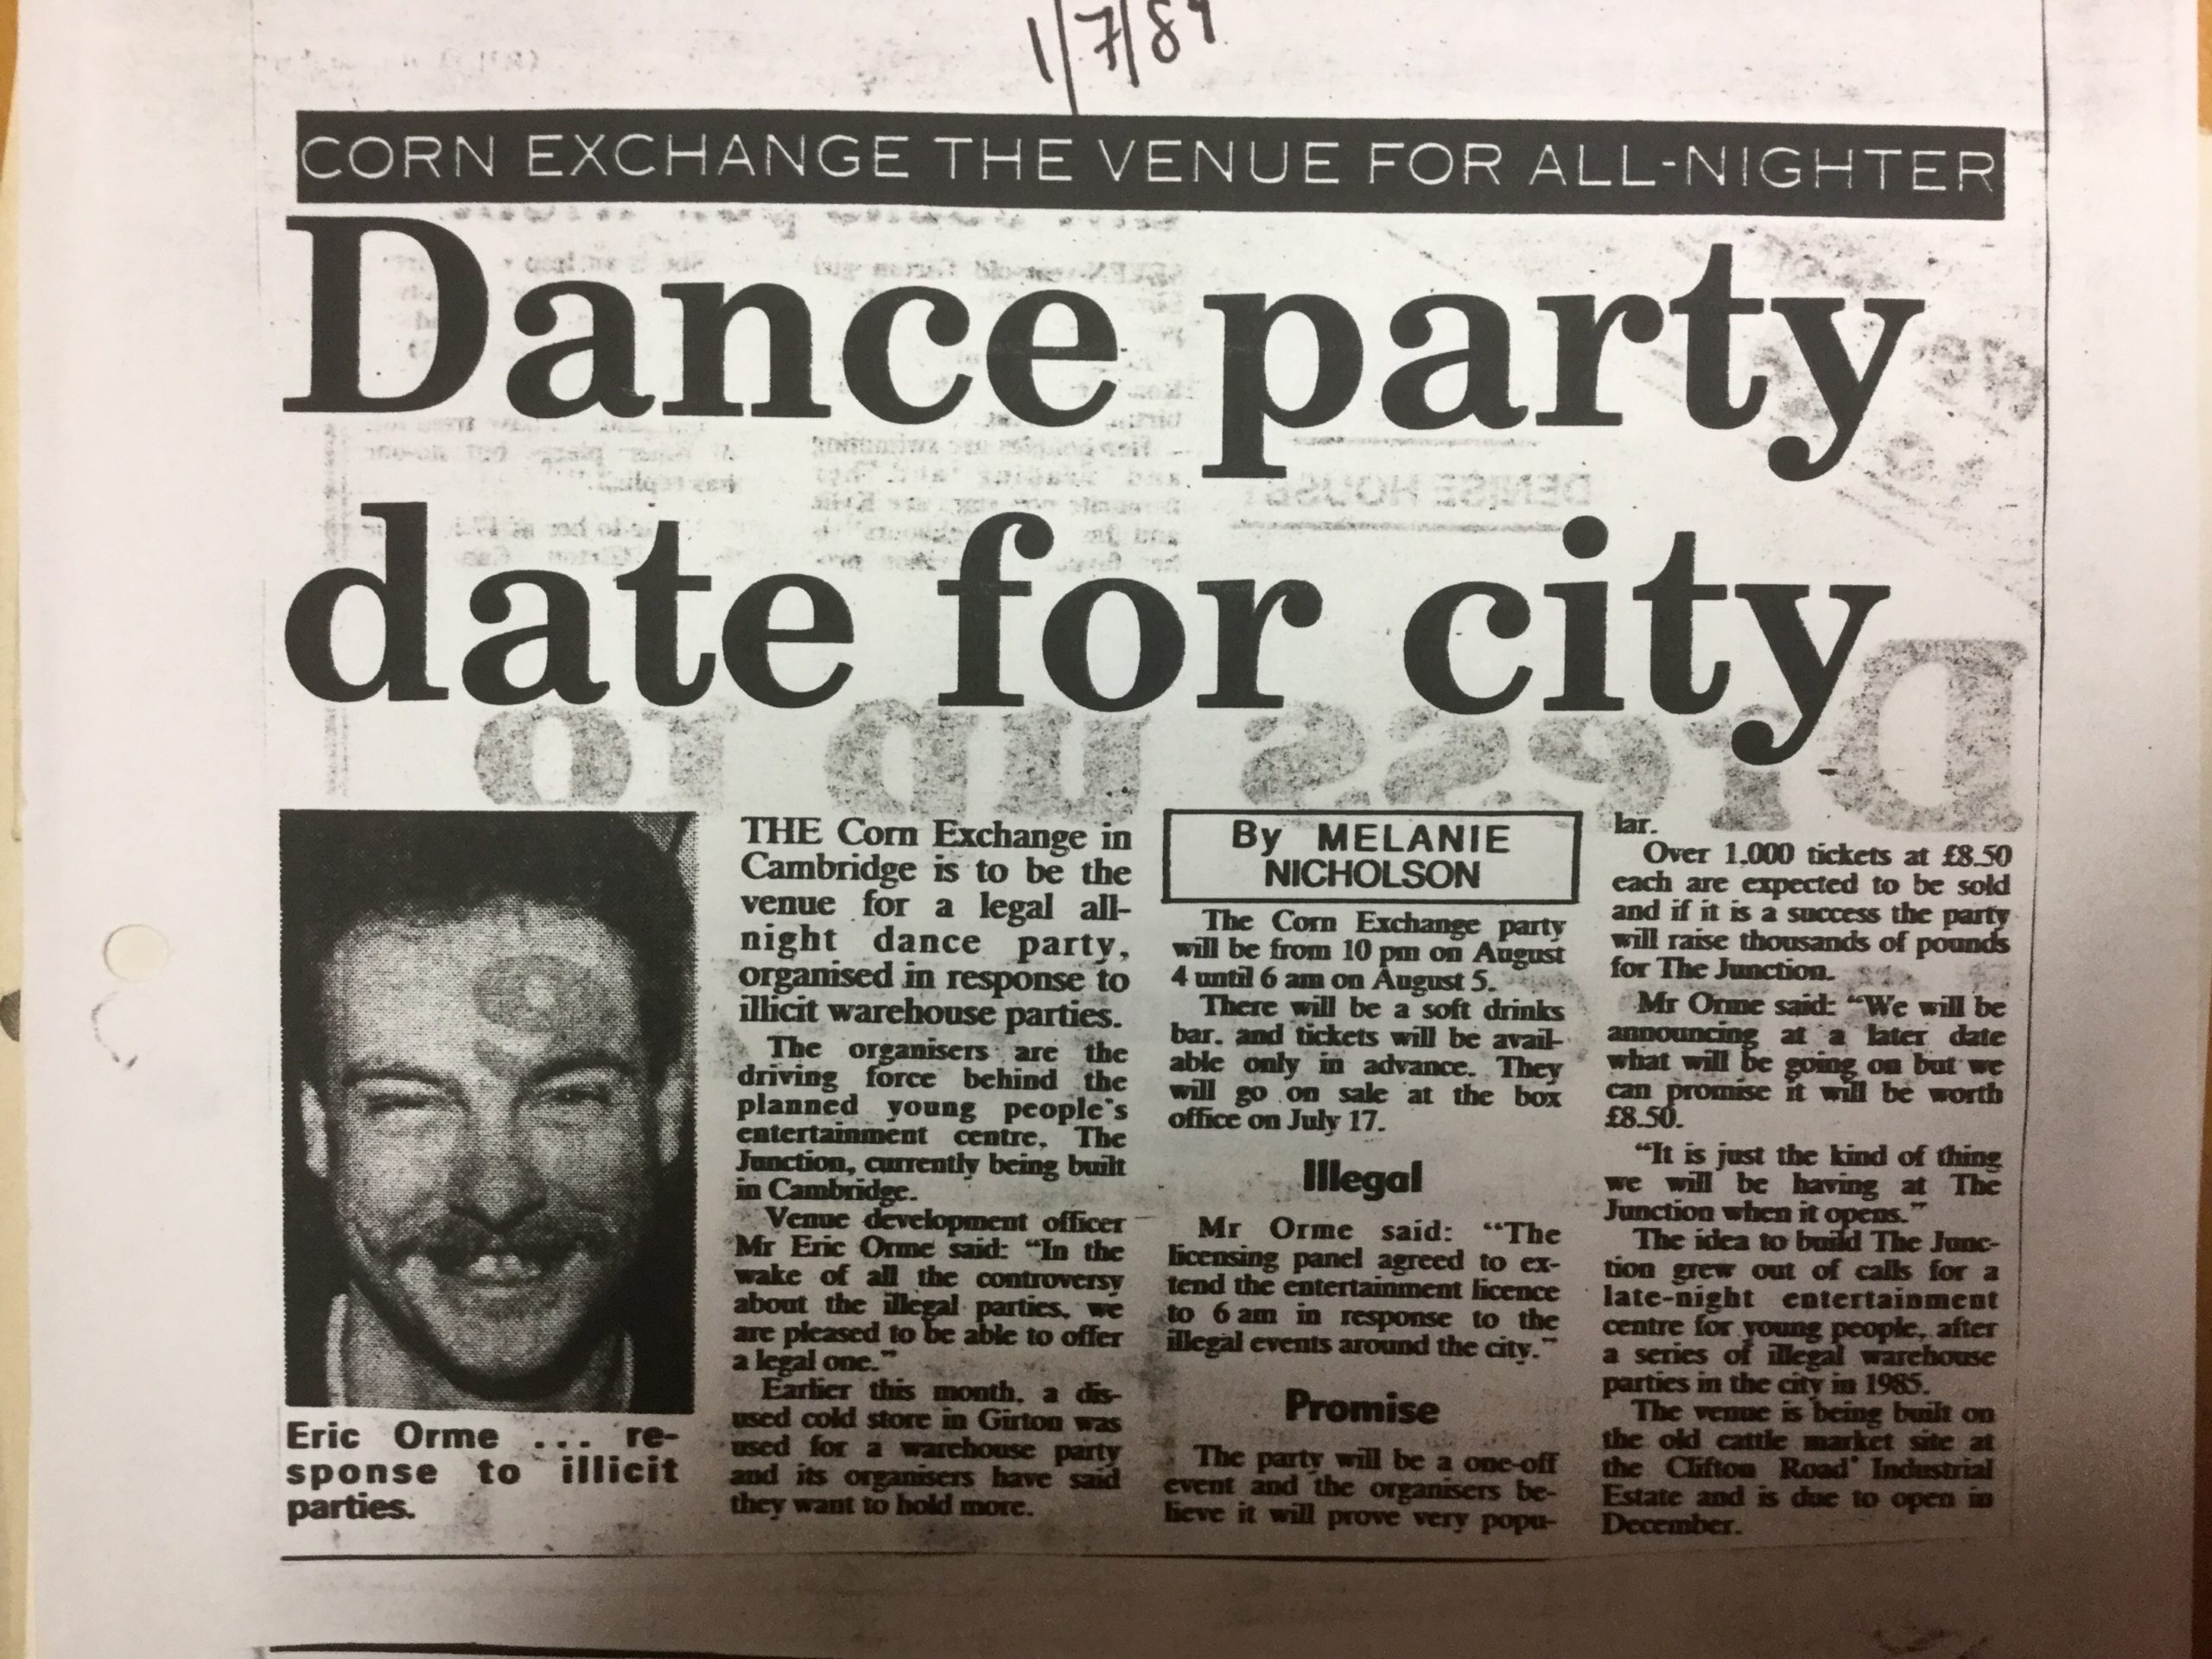 1/7/89
CORN EXCHANGE THE VENUE FOR ALL-NIGHTER
Dance party
date for city
Eric Orme ... re-
sponse to illicit
parties.
THE Corn Exchange in
Cambridge is to be the
venue for a legal all-
night dance party,
organised in response to
illicit warehouse parties.
The organisers are the
driving force behind the
planned young people's
entertainment centre, The
Junction, currently being built
in Cambridge.
Venue development officer
Mr Eric Orme said: "In the
wake of all the controversy
about the illegal parties, we
are pleased to be able to offer
a legal one."
Earlier this month, a dis-
used cold store in Girton was
used for a warehouse party
and its organisers have said
they want to hold more.
By MELANIE
NICHOLSON
The Corn Exchange party
will be from 10 pm on August
4 until 6 am on August 5.
There will be a soft drinks
bar, and tickets will be avail-
able only in advance. They
will go on sale at the box
office on July 17.
Illegal
Mr Orme said: "The
licensing panel agreed to ex-
tend the entertainment licence
to 6 am in response to the
illegal events around the city."
Promise
The party will be a one-off
event and the organisers be-
lieve it will prove very popu-
lar.
Over 1,000 tickets at £8.50
each are expected to be sold
and if it is a success the party
will raise thousands of pounds
for The Junction.
Mr Orme said: "We will be
announcing at a later date
what will be going on but we
can promise it will be worth
£8.50.
"It is just the kind of thing
we will be having at The
Junction when it opens."
The idea to build The Junc-
tion grew out of calls for a
late-night entertainment
centre for young people, after
a series of illegal warehouse
parties in the city in 1985.
The venue is being built on
the old cattle market site at
the Clifton Road Industrial
Estate and is due to open in
December.